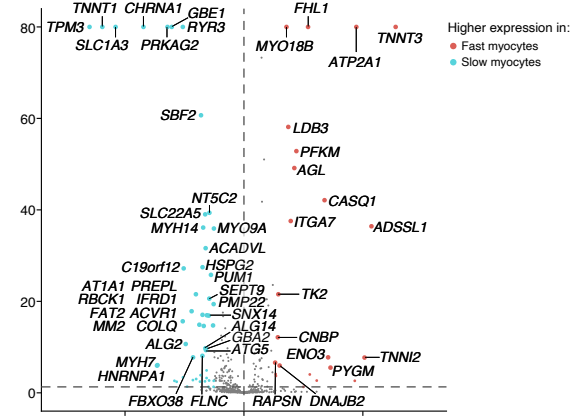 TNNT1 CHRNA1 GBE1 FHL1
80 TPM3 RYR3
SLC1A3 PRKAG2 MYO18B TNNT3
ATP2A1
Higher expression in:
Fast myocytes
Slow myocytes
60 SBF2
LDB3
PFKM
AGL
40 NT5C2 CASQ1
SLC22A5 ITGA7
MYH14 MYO9A ADSSL1
ACADVL
C19orf12 HSPG2
PUM1
AT1A1 PREPL SEPT9 TK2
20 RBCK1 IFRD1 PMP22
FAT2 ACVR1 SNX14
MM2 COLQ ALG14
ALG2 GBA2 CNBP
ATG5 ENO3 TNNI2
MYH7 PYGM
HNRNPA1
0
FBXO38 FLNC RAPSN DNAJB2